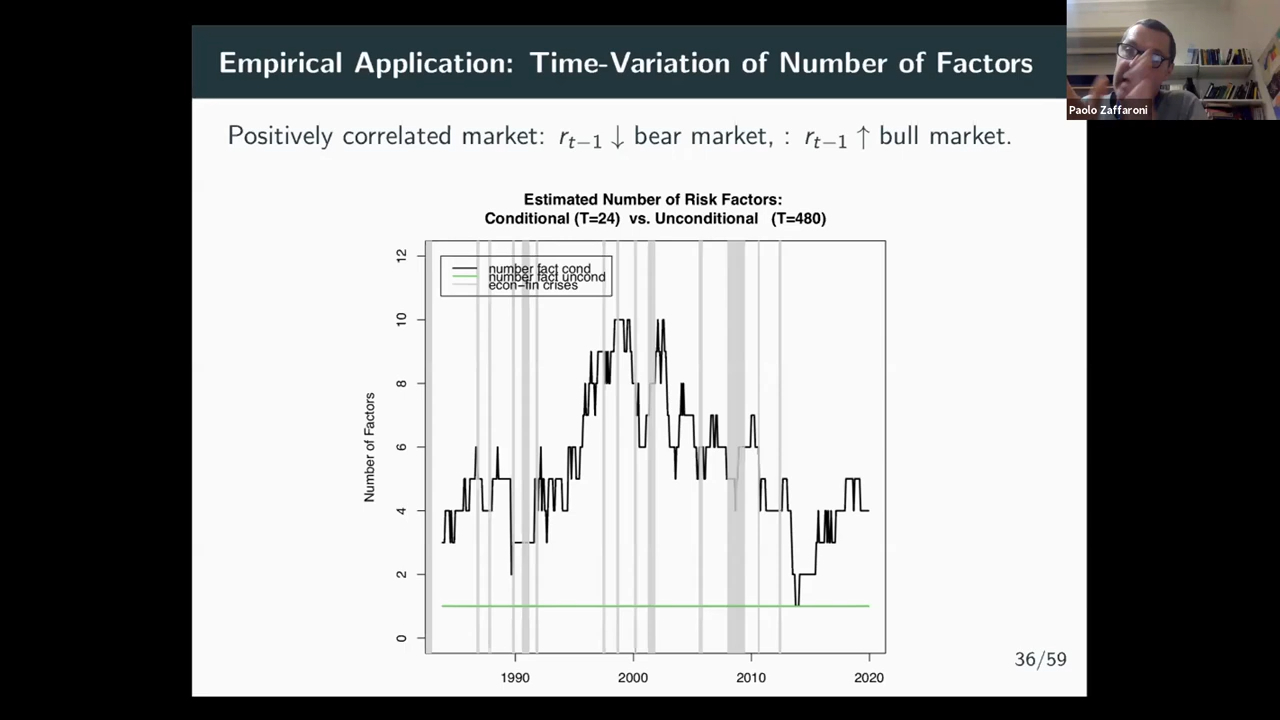 Empirical Application: Time-Variation of Number of Factors
Paolo Zaffaroni
Positively correlated market: r_{t−1} ↓ bear market, : r_{t−1} ↑ bull market.
Estimated Number of Risk Factors:
Conditional (T=24) vs. Unconditional (T=480)
number fact cond
number fact uncond
econ−fin crises
Number of Factors
12
10
8
6
4
2
0
1990 2000 2010 2020
36/59